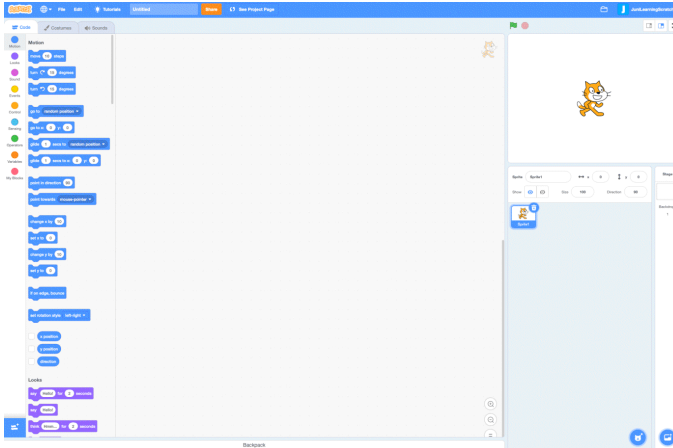 SCRATCH File Edit Tutorials Untitled Share See Project Page
Code Costumes Sounds
Motion
Looks
Sound
Events
Control
Sensing
Operators
Variables
My Blocks
Motion
move 10 steps
turn 15 degrees
turn 15 degrees
go to random position
go to x: 0 y: 0
glide 1 secs to random position
glide 1 secs to x: 0 y: 0
point in direction 90
point towards mouse-pointer
change x by 10
set x to 0
change y by 10
set y to 0
if on edge, bounce
set rotation style left-right
x position
y position
direction
Looks
say Hello! for 2 seconds
say Hello!
think Hmm... for 2 seconds
Sprite Sprite1 x 0 y 0
Show Size 100 Direction 90
Sprite1
Stage
Backpack